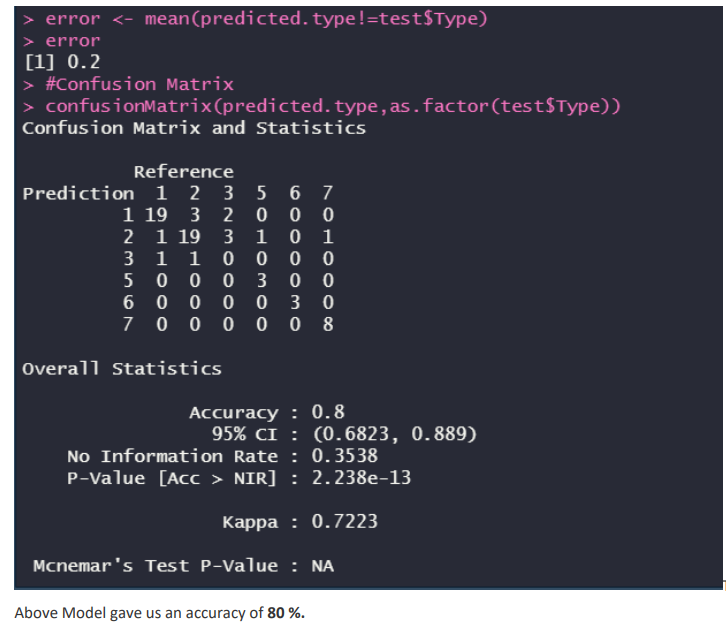 > error <- mean(predicted.type!=test$Type)
> error
[1] 0.2
> #Confusion Matrix
> confusionMatrix(predicted.type,as.factor(test$Type))
Confusion Matrix and Statistics
Reference
Prediction 1 2 3 5 6 7
1 19 3 2 0 0 0
2 1 19 3 1 0 1
3 1 1 0 0 0 0
5 0 0 0 3 0 0
6 0 0 0 0 3 0
7 0 0 0 0 0 8
Overall Statistics
Accuracy : 0.8
95% CI : (0.6823, 0.889)
No Information Rate : 0.3538
P-Value [Acc > NIR] : 2.238e-13
Kappa : 0.7223
Mcnemar's Test P-Value : NA
Above Model gave us an accuracy of 80 %.